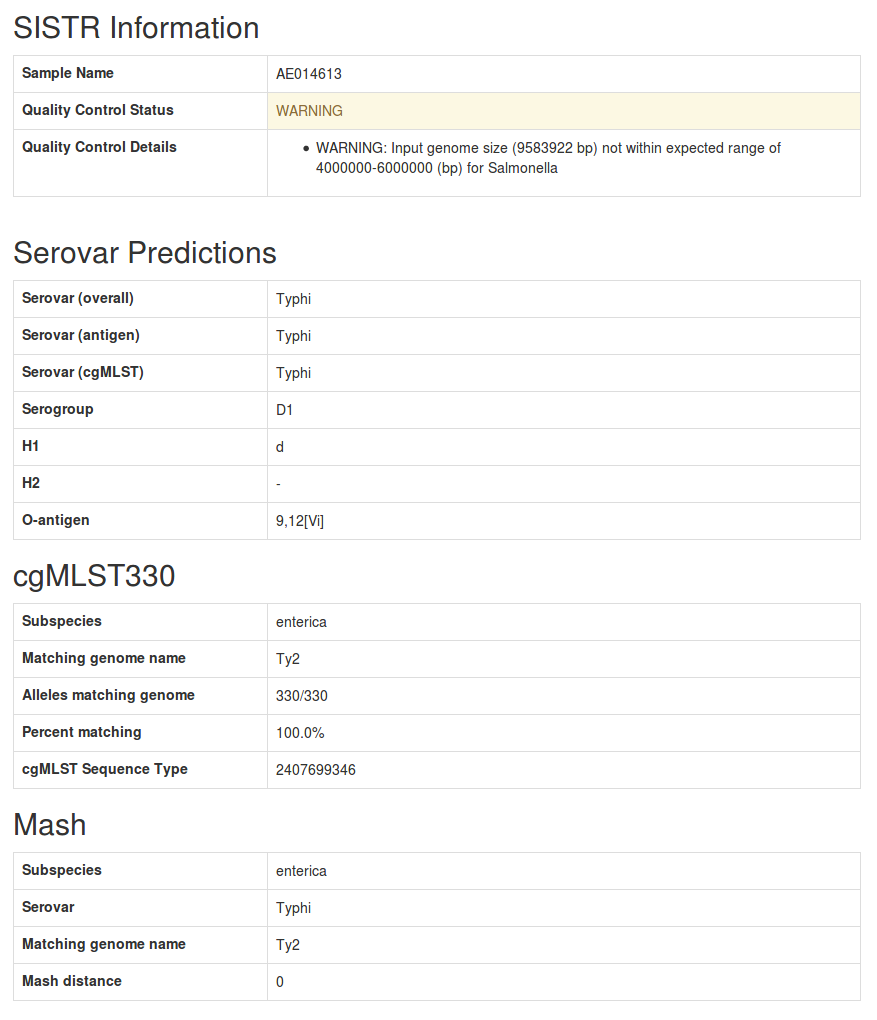 SISTR Information
Sample Name AE014613
Quality Control Status WARNING
Quality Control Details • WARNING: Input genome size (9583922 bp) not within expected range of
4000000-6000000 (bp) for Salmonella
Serovar Predictions
Serovar (overall) Typhi
Serovar (antigen) Typhi
Serovar (cgMLST) Typhi
Serogroup D1
H1 d
H2 -
O-antigen 9,12[Vi]
cgMLST330
Subspecies enterica
Matching genome name Ty2
Alleles matching genome 330/330
Percent matching 100.0%
cgMLST Sequence Type 2407699346
Mash
Subspecies enterica
Serovar Typhi
Matching genome name Ty2
Mash distance 0